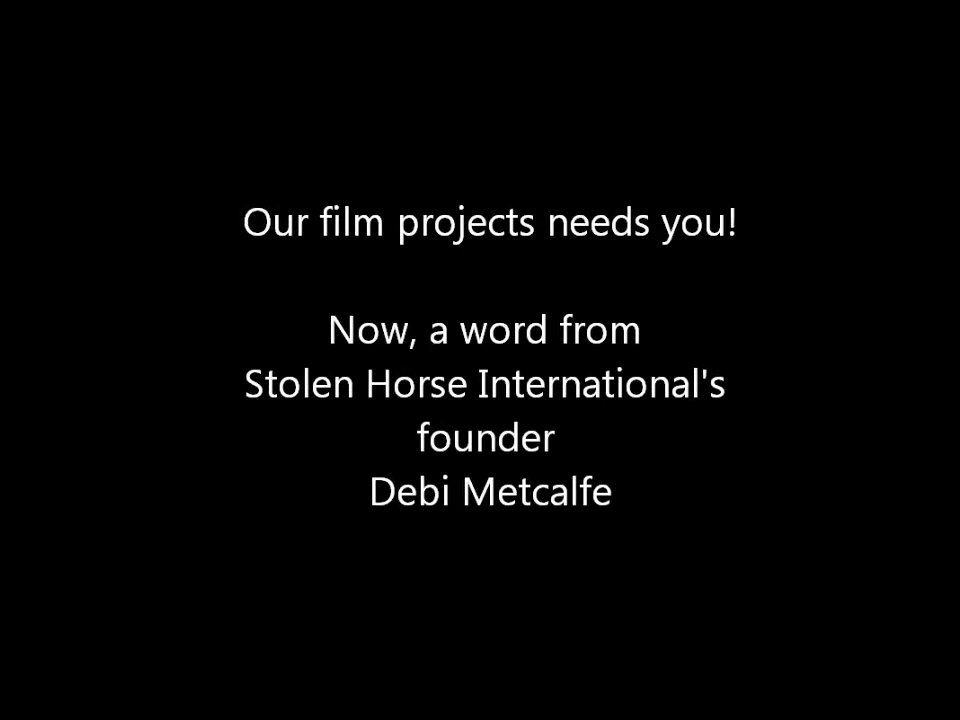 Our film projects needs you!
Now, a word from
Stolen Horse International's
founder
Debi Metcalfe